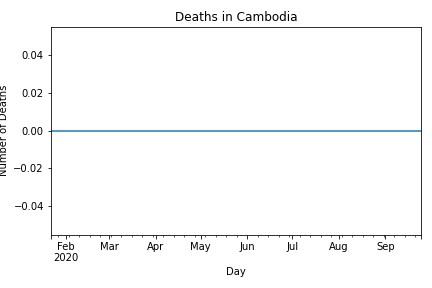 Deaths in Cambodia
Number of Deaths
0.04
0.02
0.00
−0.02
−0.04
Feb Mar Apr May Jun Jul Aug Sep
2020
Day